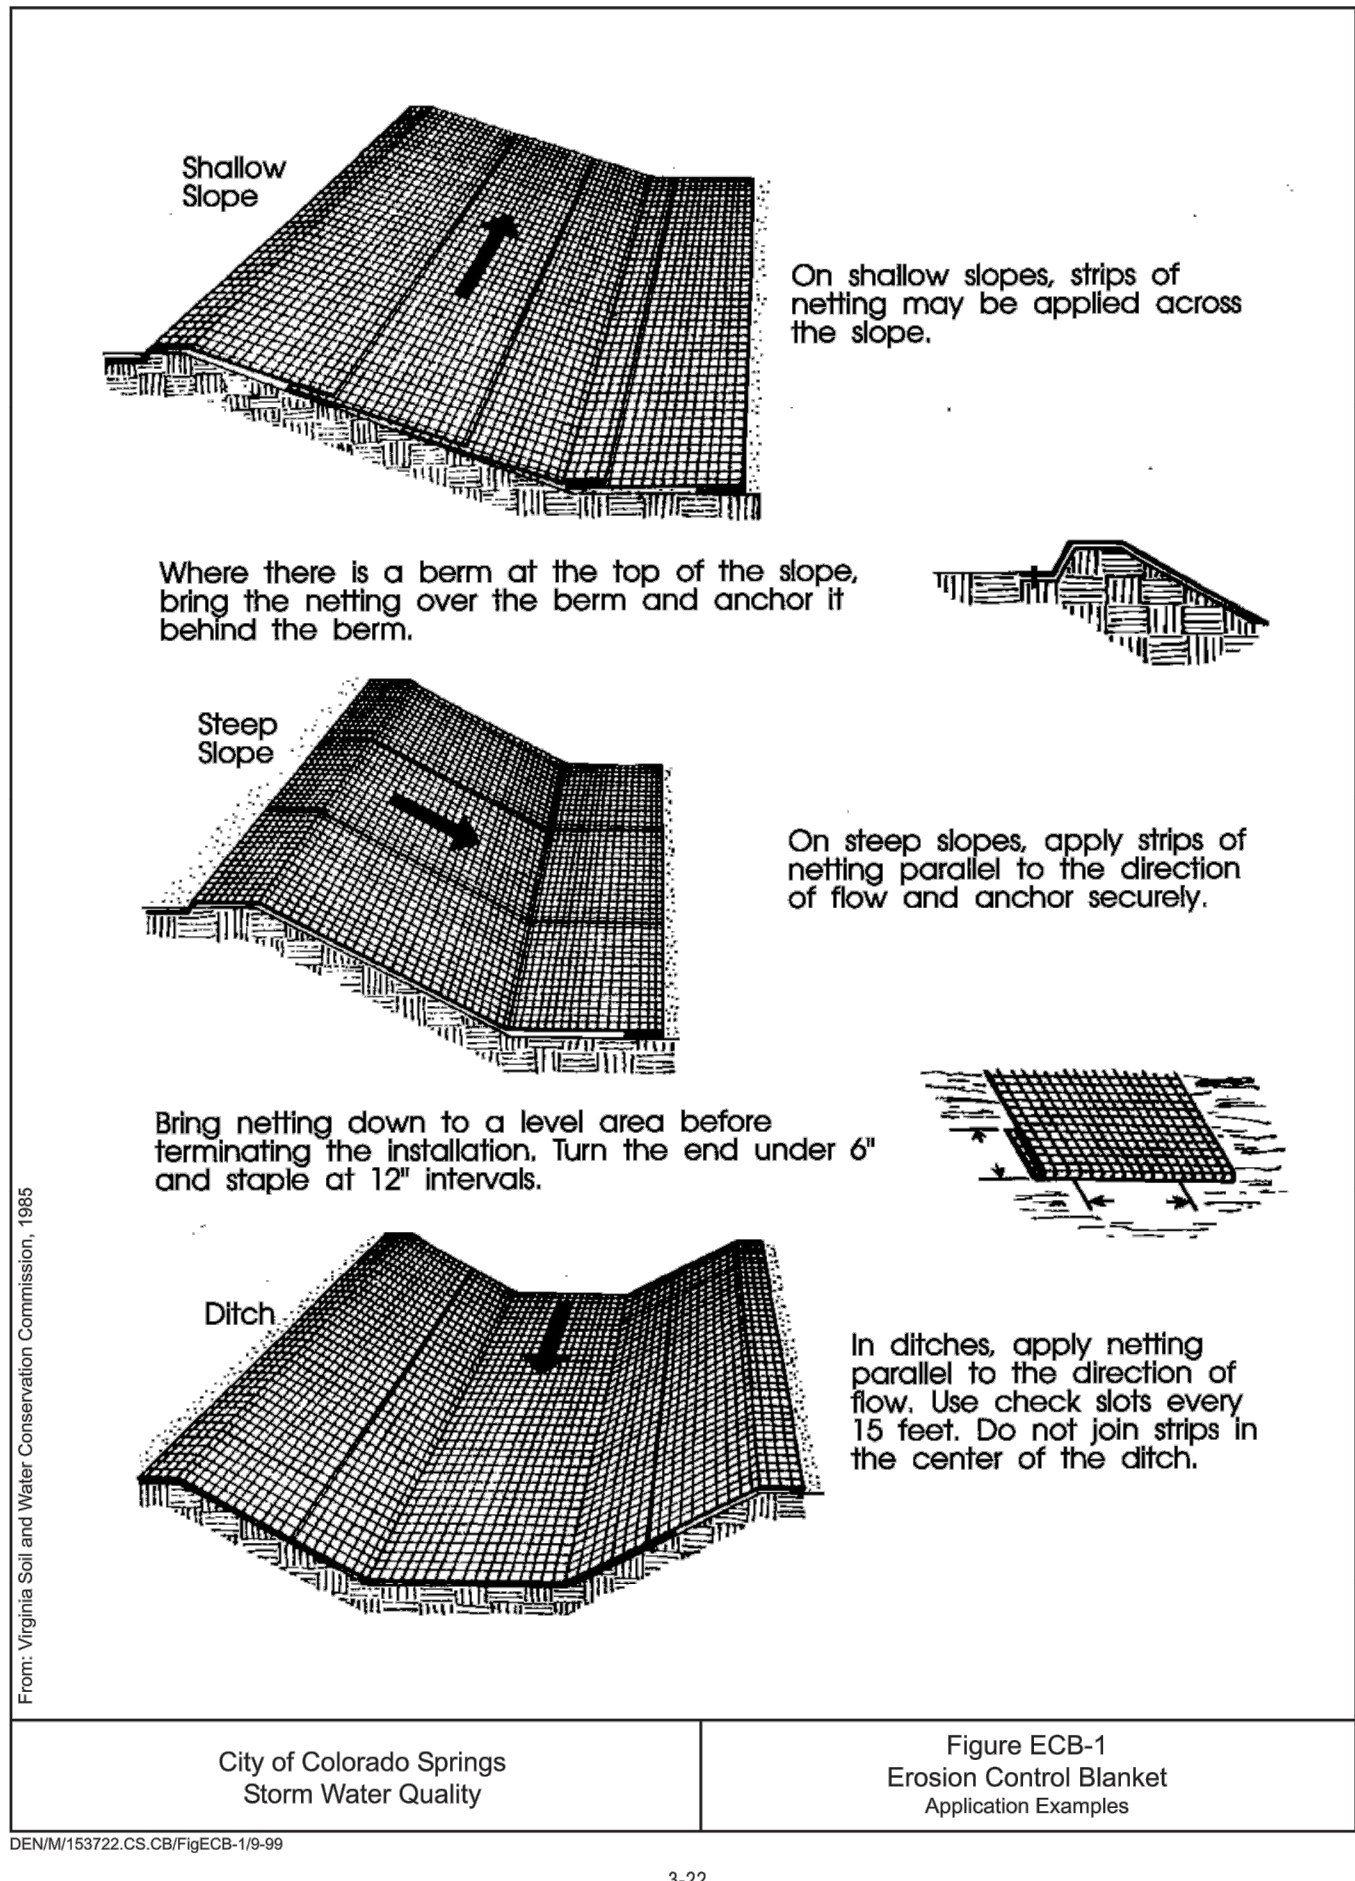 Shallow
Slope
On shallow slopes, strips of
netting may be applied across
the slope.
Where there is a berm at the top of the slope,
bring the netting over the berm and anchor it
behind the berm.
Steep
Slope
On steep slopes, apply strips of
netting parallel to the direction
of flow and anchor securely.
Bring netting down to a level area before
terminating the installation. Turn the end under 6"
and staple at 12" intervals.
Ditch
In ditches, apply netting
parallel to the direction of
flow. Use check slots every
15 feet. Do not join strips in
the center of the ditch.
From: Virginia Soil and Water Conservation Commission, 1985
City of Colorado Springs
Storm Water Quality
Figure ECB-1
Erosion Control Blanket
Application Examples
DEN/M/153722.CS.CB/FigECB-1/9-99
3-22